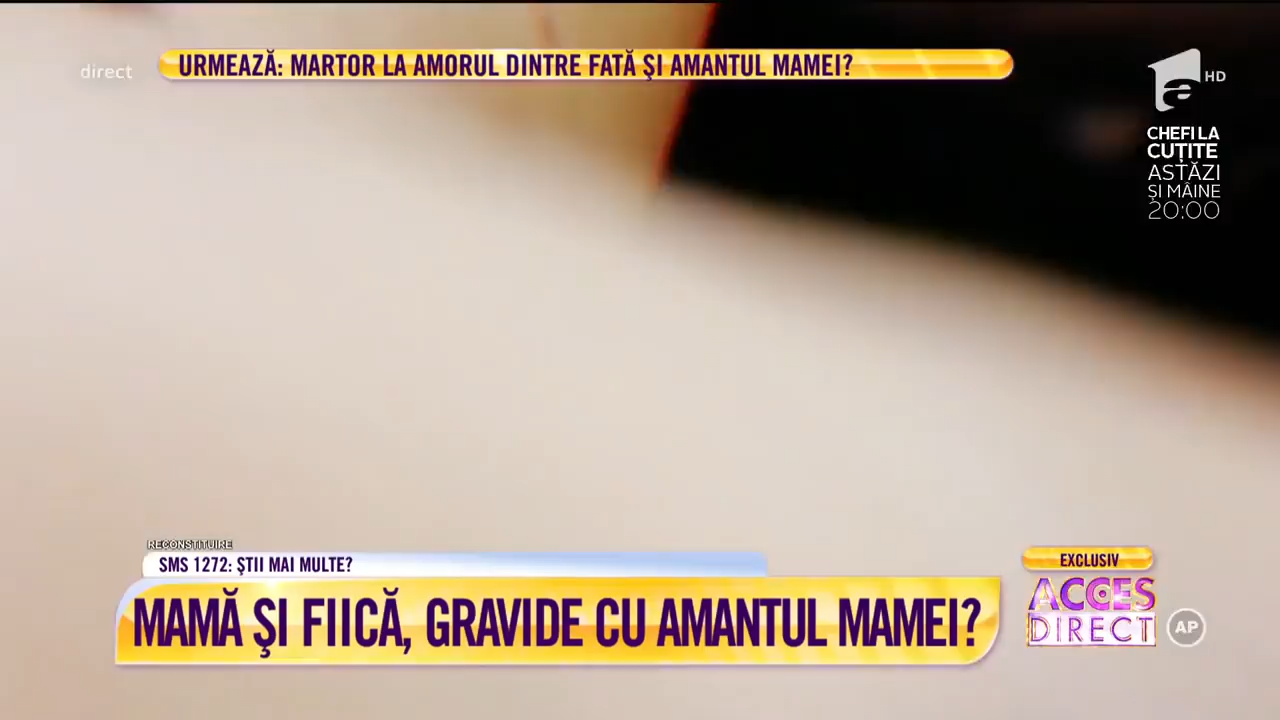 direct
URMEAZĂ: MARTOR LA AMORUL DINTRE FATĂ ŞI AMANTUL MAMEI?
HD
CHEFI LA
CUȚITE
ASTĂZI
ȘI MÂINE
20:00
RECONSTITUIRE
SMS 1272: ŞTII MAI MULTE?
MAMĂ ŞI FIICĂ, GRAVIDE CU AMANTUL MAMEI?
EXCLUSIV
ACCES
DIRECT
AP